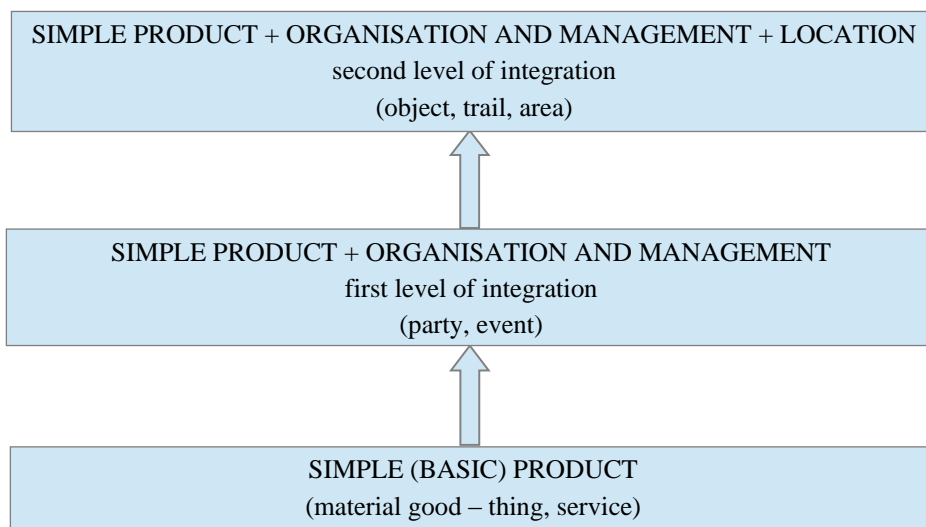 SIMPLE PRODUCT + ORGANISATION AND MANAGEMENT + LOCATION
second level of integration
(object, trail, area)
SIMPLE PRODUCT + ORGANISATION AND MANAGEMENT
first level of integration
(party, event)
SIMPLE (BASIC) PRODUCT
(material good – thing, service)